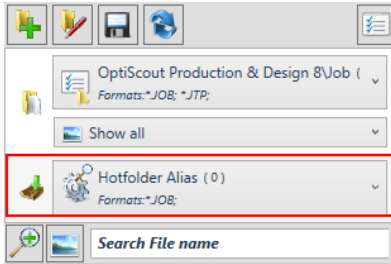 OptiScout Production & Design 8\Job (
Formats:*.JOB; *.JTP;
Show all
Hotfolder Alias ( 0 )
Formats:*.JOB;
Search File name